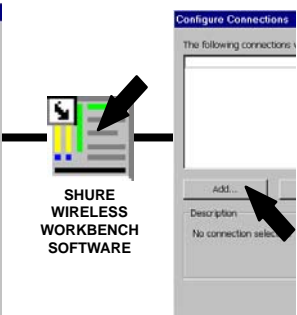 SHURE
WIRELESS
WORKBENCH
SOFTWARE
Configure Connections
The following connections
Add...
Description
No connection selec